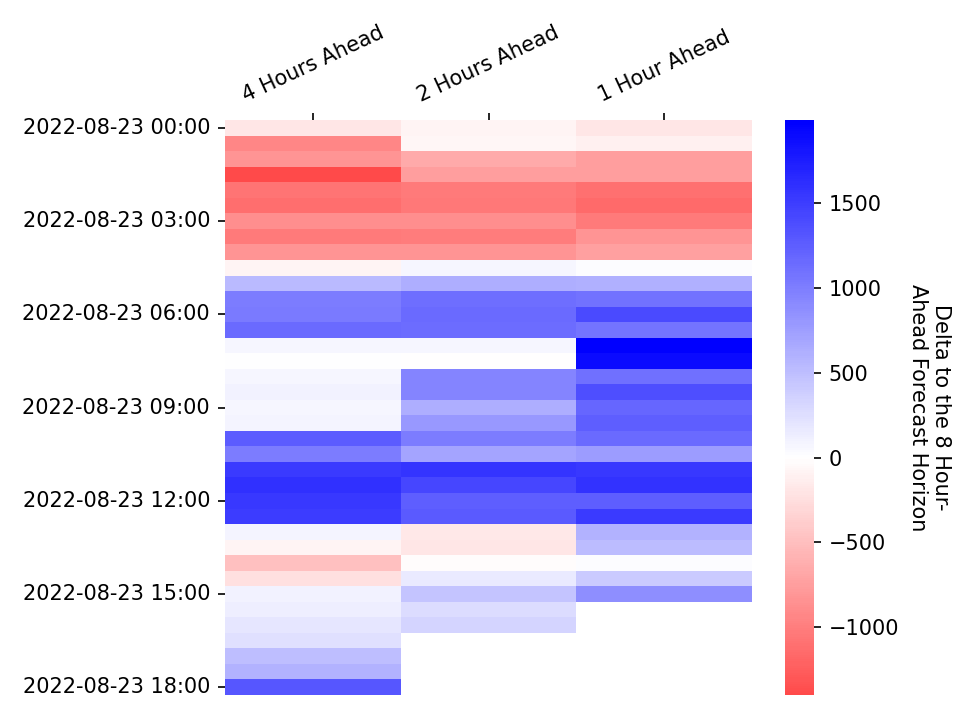 4 Hours Ahead
2 Hours Ahead
1 Hour Ahead
2022-08-23 00:00
2022-08-23 03:00
2022-08-23 06:00
2022-08-23 09:00
2022-08-23 12:00
2022-08-23 15:00
2022-08-23 18:00
1500
1000
500
0
−500
−1000
Delta to the 8 Hour-
Ahead Forecast Horizon